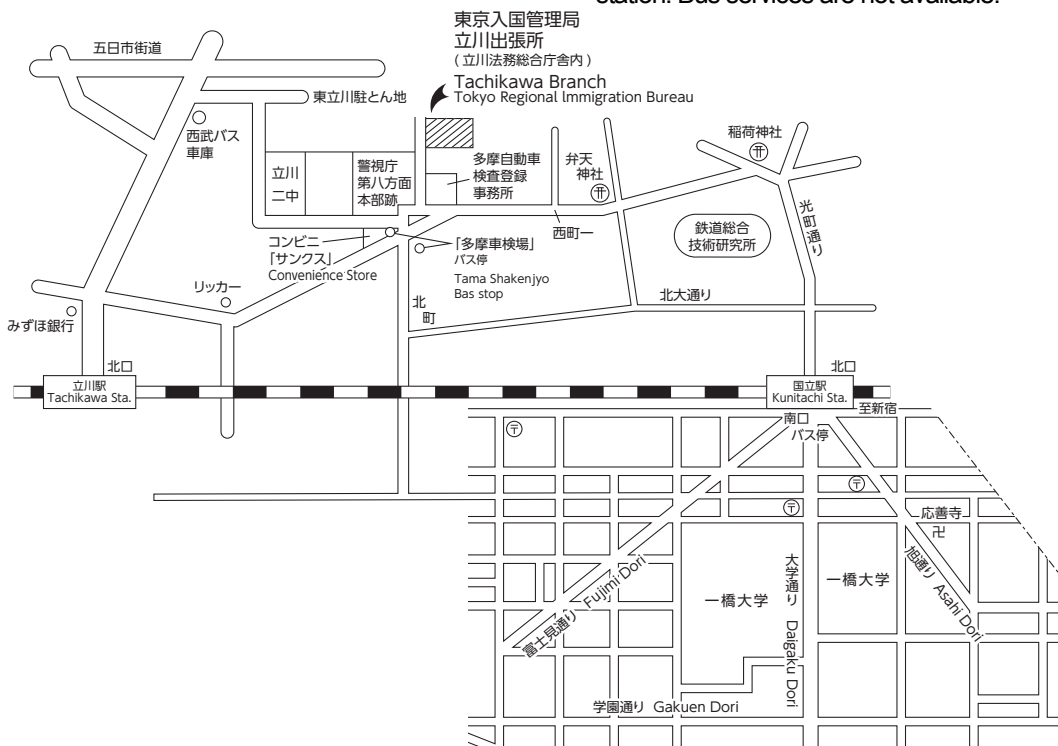 station. Bus services are not available.
東京入国管理局
立川出張所
(立川法務総合庁舎内)
Tachikawa Branch
Tokyo Regional Immigration Bureau
五日市街道
東立川駐とん地
西武バス
車庫
立川
二中
警視庁
第八方面
本部跡
多摩自動車
検査登録
事務所
弁天
神社
稲荷神社
西町一
鉄道総合
技術研究所
光町通り
コンビニ
「サンクス」
Convenience Store
「多摩車検場」
バス停
Tama Shakenjyo
Bas stop
リッカー
北町
北大通り
みずほ銀行
北口
立川駅
Tachikawa Sta.
北口
国立駅
Kunitachi Sta.
至新宿
南口
バス停
〒
〒
〒
応善寺
卍
大学通り Daigaku Dori
一橋大学
一橋大学
旭通り Asahi Dori
富士見通り Fujimi Dori
学園通り Gakuen Dori